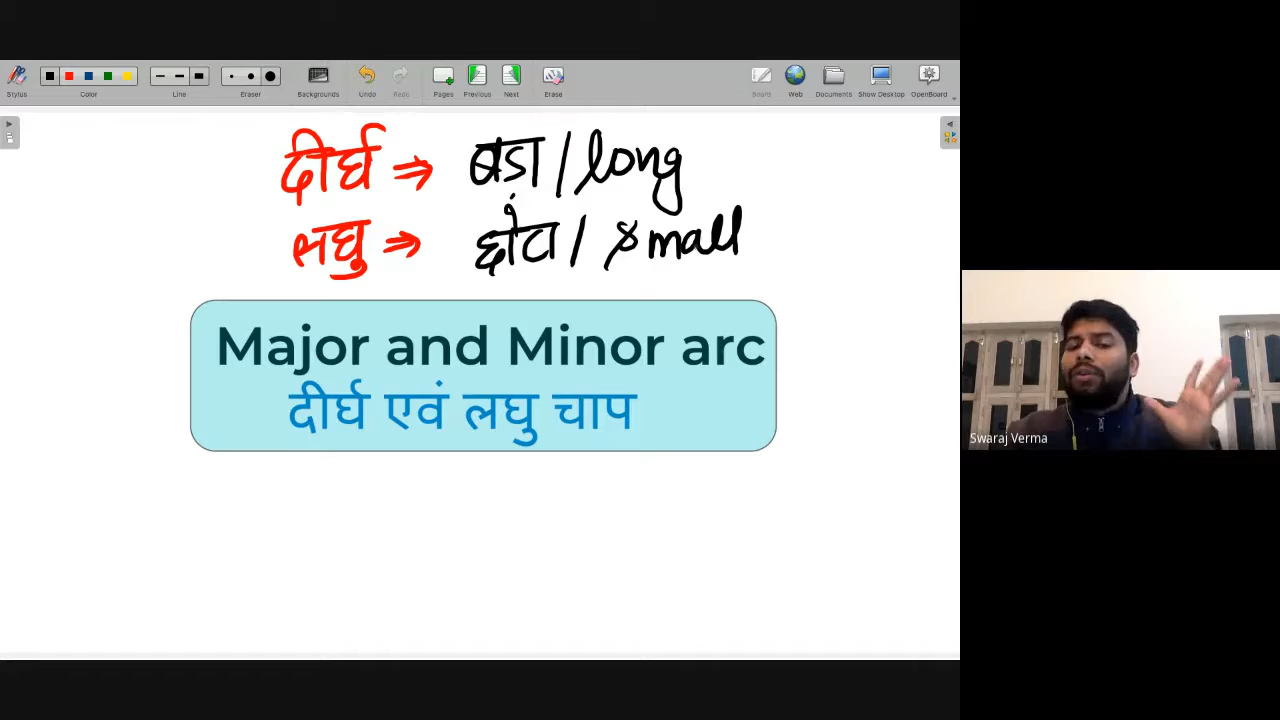 Stylus Color Line Eraser Backgrounds Undo Redo Pages Previous Next Erase Board Web Documents Show Desktop OpenBoard
दीर्घ ⇒ बड़ा / long
लघु ⇒ छोटा / small
Major and Minor arc
दीर्घ एवं लघु चाप
Swaraj Verma